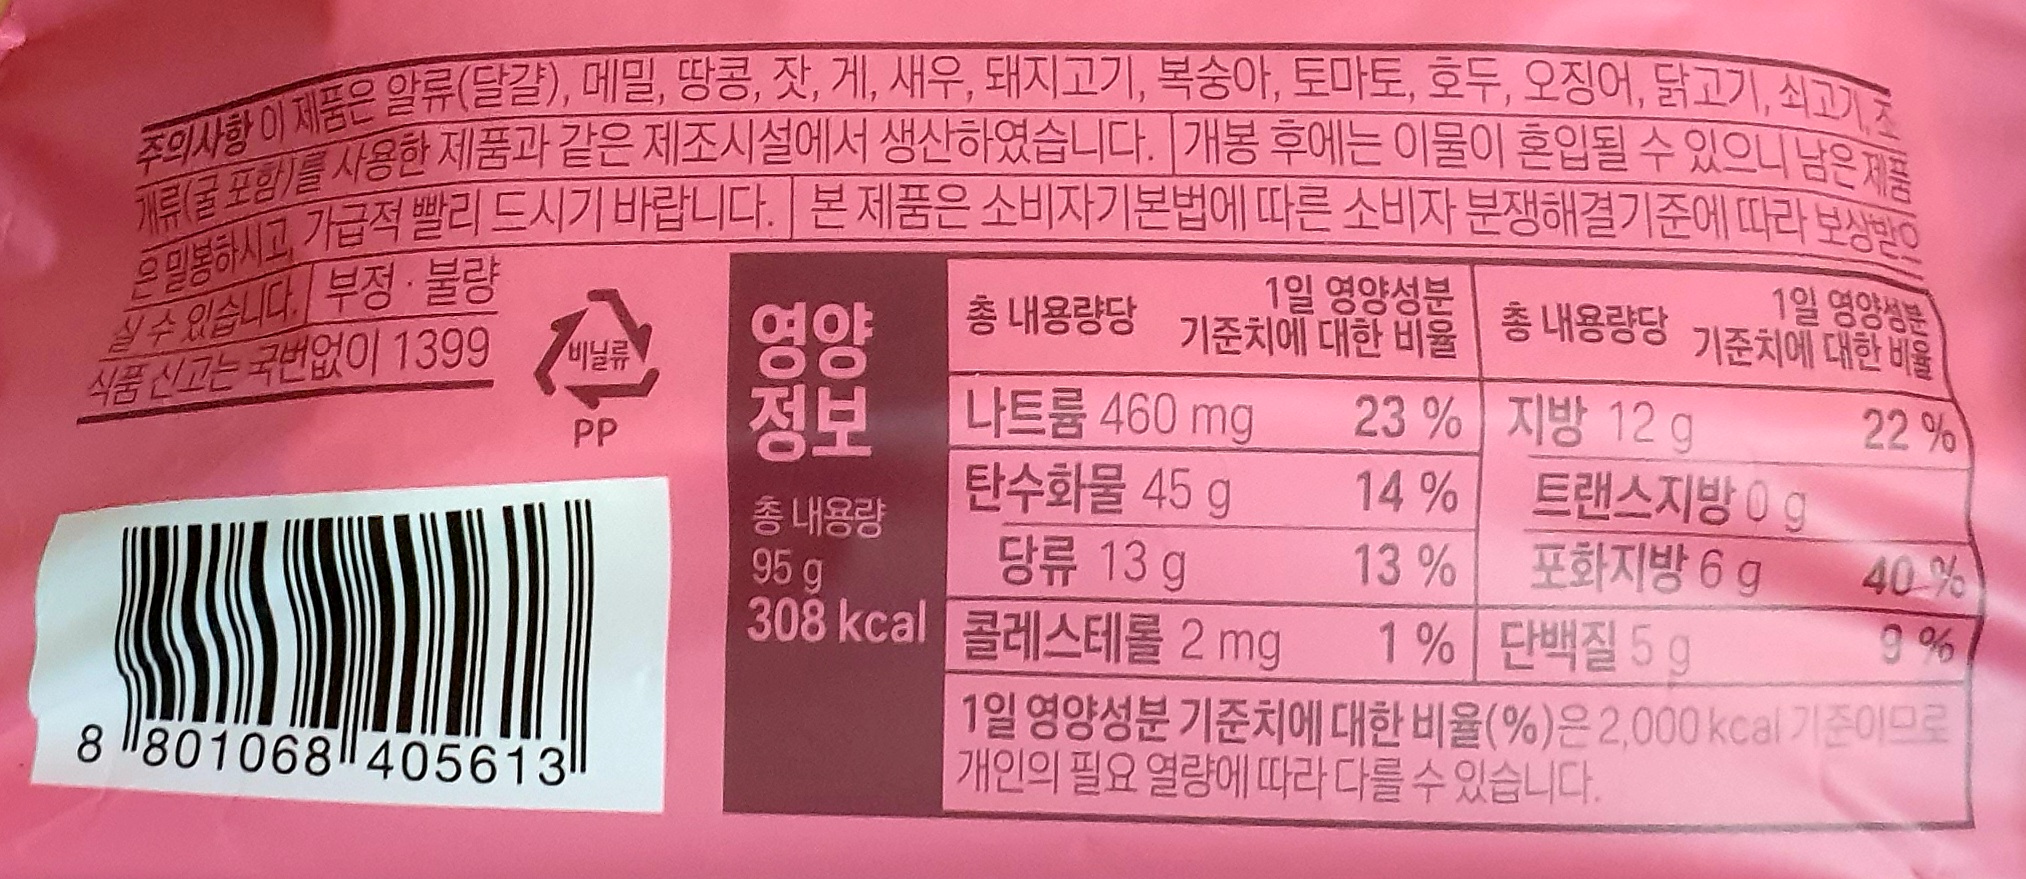 주의사항 이 제품은 알류(달걀), 메밀, 땅콩, 잣, 게, 새우, 돼지고기, 복숭아, 토마토, 호두, 오징어, 닭고기, 쇠고기, 조
개류(굴 포함)를 사용한 제품과 같은 제조시설에서 생산하였습니다. | 개봉 후에는 이물이 혼입될 수 있으니 남은 제품
은 밀봉하시고, 가급적 빨리 드시기 바랍니다. | 본 제품은 소비자기본법에 따른 소비자 분쟁해결기준에 따라 보상받으
실 수 있습니다. | 부정·불량
식품 신고는 국번없이 1399
비닐류
PP
영양
정보
총 내용량
95 g
308 kcal
총 내용량당 1일 영양성분 기준치에 대한 비율 총 내용량당 1일 영양성분 기준치에 대한 비율
나트륨 460 mg 23 % 지방 12 g 22 %
탄수화물 45 g 14 % 트랜스지방 0 g
당류 13 g 13 % 포화지방 6 g 40 %
콜레스테롤 2 mg 1 % 단백질 5 g 9 %
1일 영양성분 기준치에 대한 비율(%)은 2,000 kcal 기준이므로
개인의 필요 열량에 따라 다를 수 있습니다.
8 801068 405613